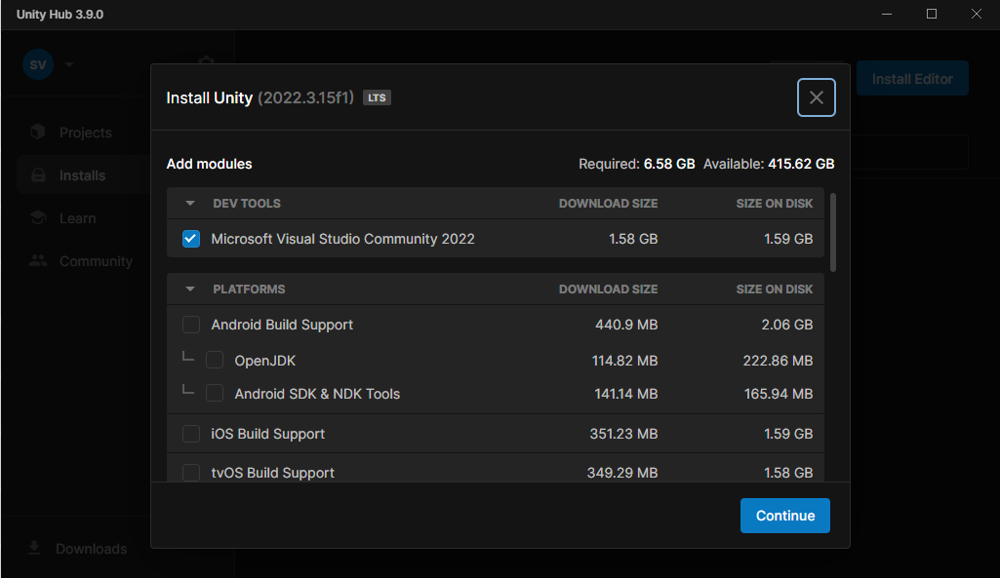 Unity Hub 3.9.0
SV
Install Editor
Install Unity (2022.3.15f1) LTS
Projects
Installs
Learn
Community
Downloads
Add modules Required: 6.58 GB Available: 415.62 GB
DEV TOOLS DOWNLOAD SIZE SIZE ON DISK
Microsoft Visual Studio Community 2022 1.58 GB 1.59 GB
PLATFORMS DOWNLOAD SIZE SIZE ON DISK
Android Build Support 440.9 MB 2.06 GB
OpenJDK 114.82 MB 222.86 MB
Android SDK & NDK Tools 141.14 MB 165.94 MB
iOS Build Support 351.23 MB 1.59 GB
tvOS Build Support 349.29 MB 1.58 GB
Continue